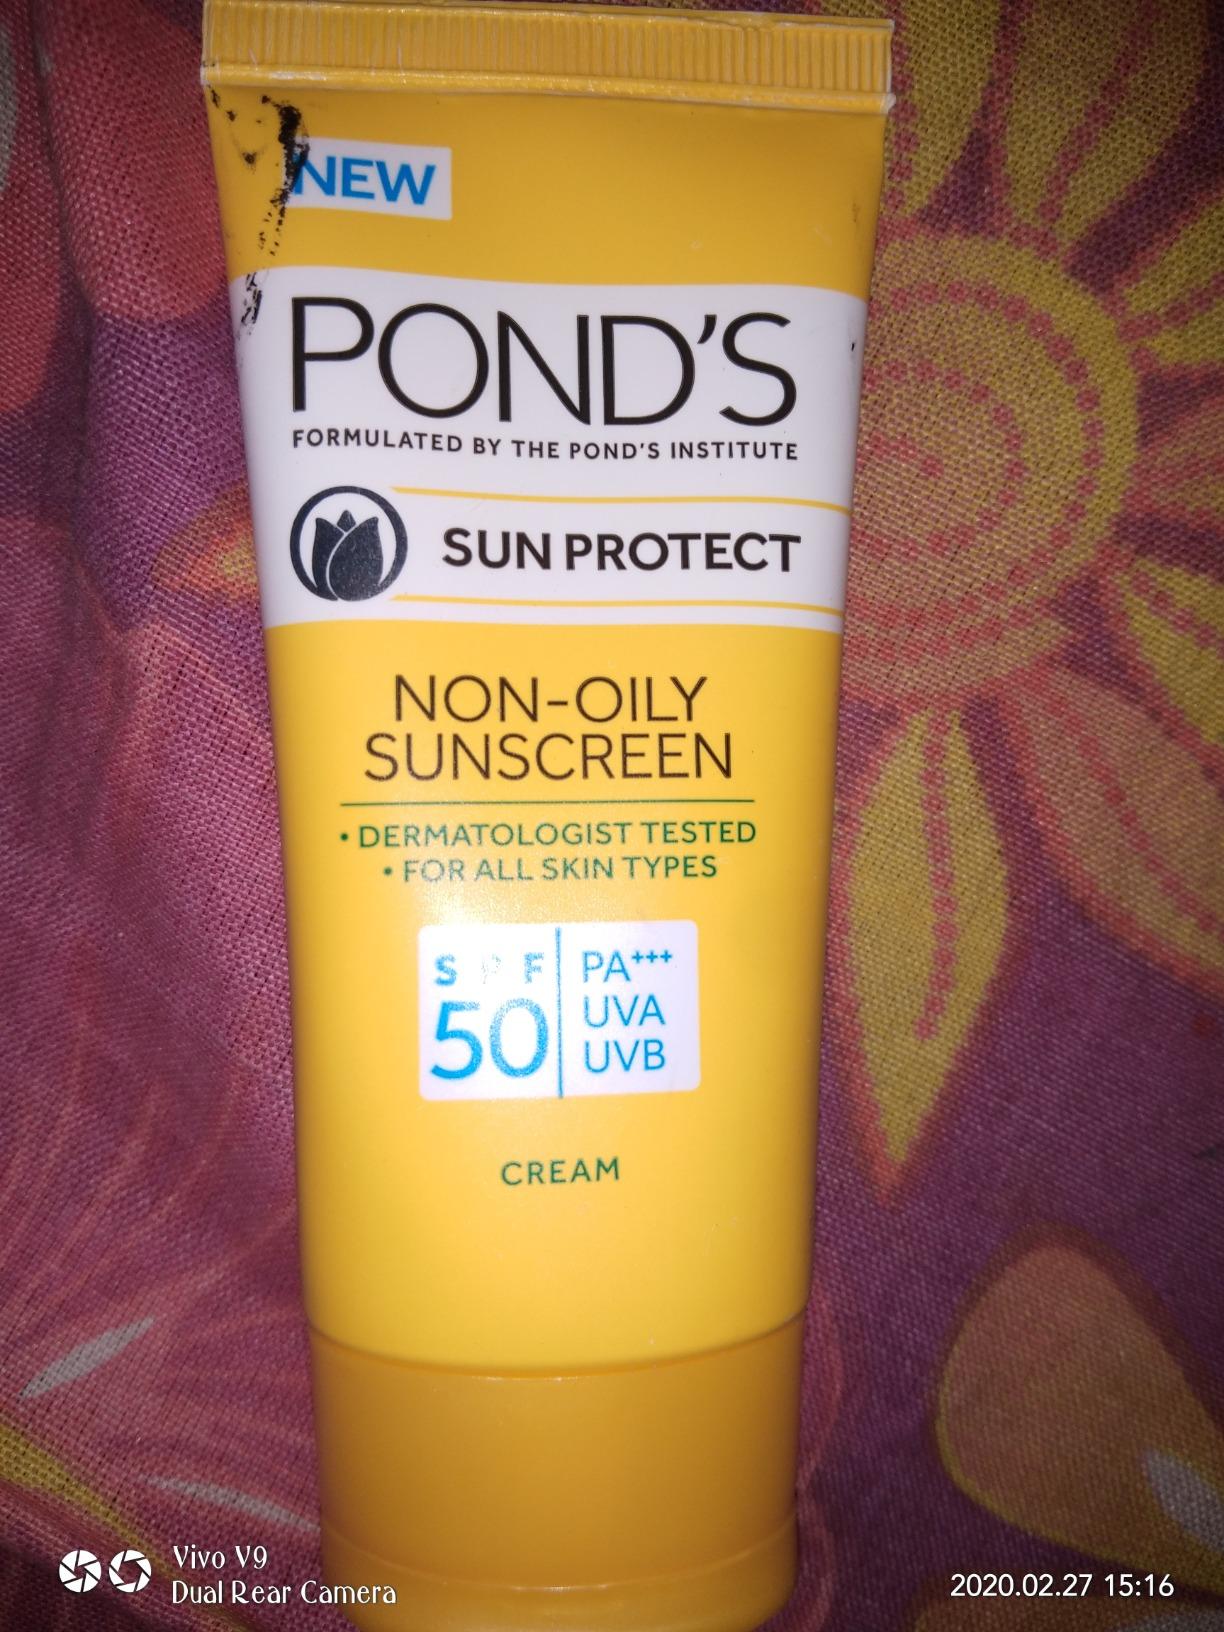 NEW
POND'S
FORMULATED BY THE POND'S INSTITUTE
SUN PROTECT
NON-OILY
SUNSCREEN
• DERMATOLOGIST TESTED
• FOR ALL SKIN TYPES
SPF
50
PA+++
UVA
UVB
CREAM
Vivo V9
Dual Rear Camera
2020.02.27 15:16